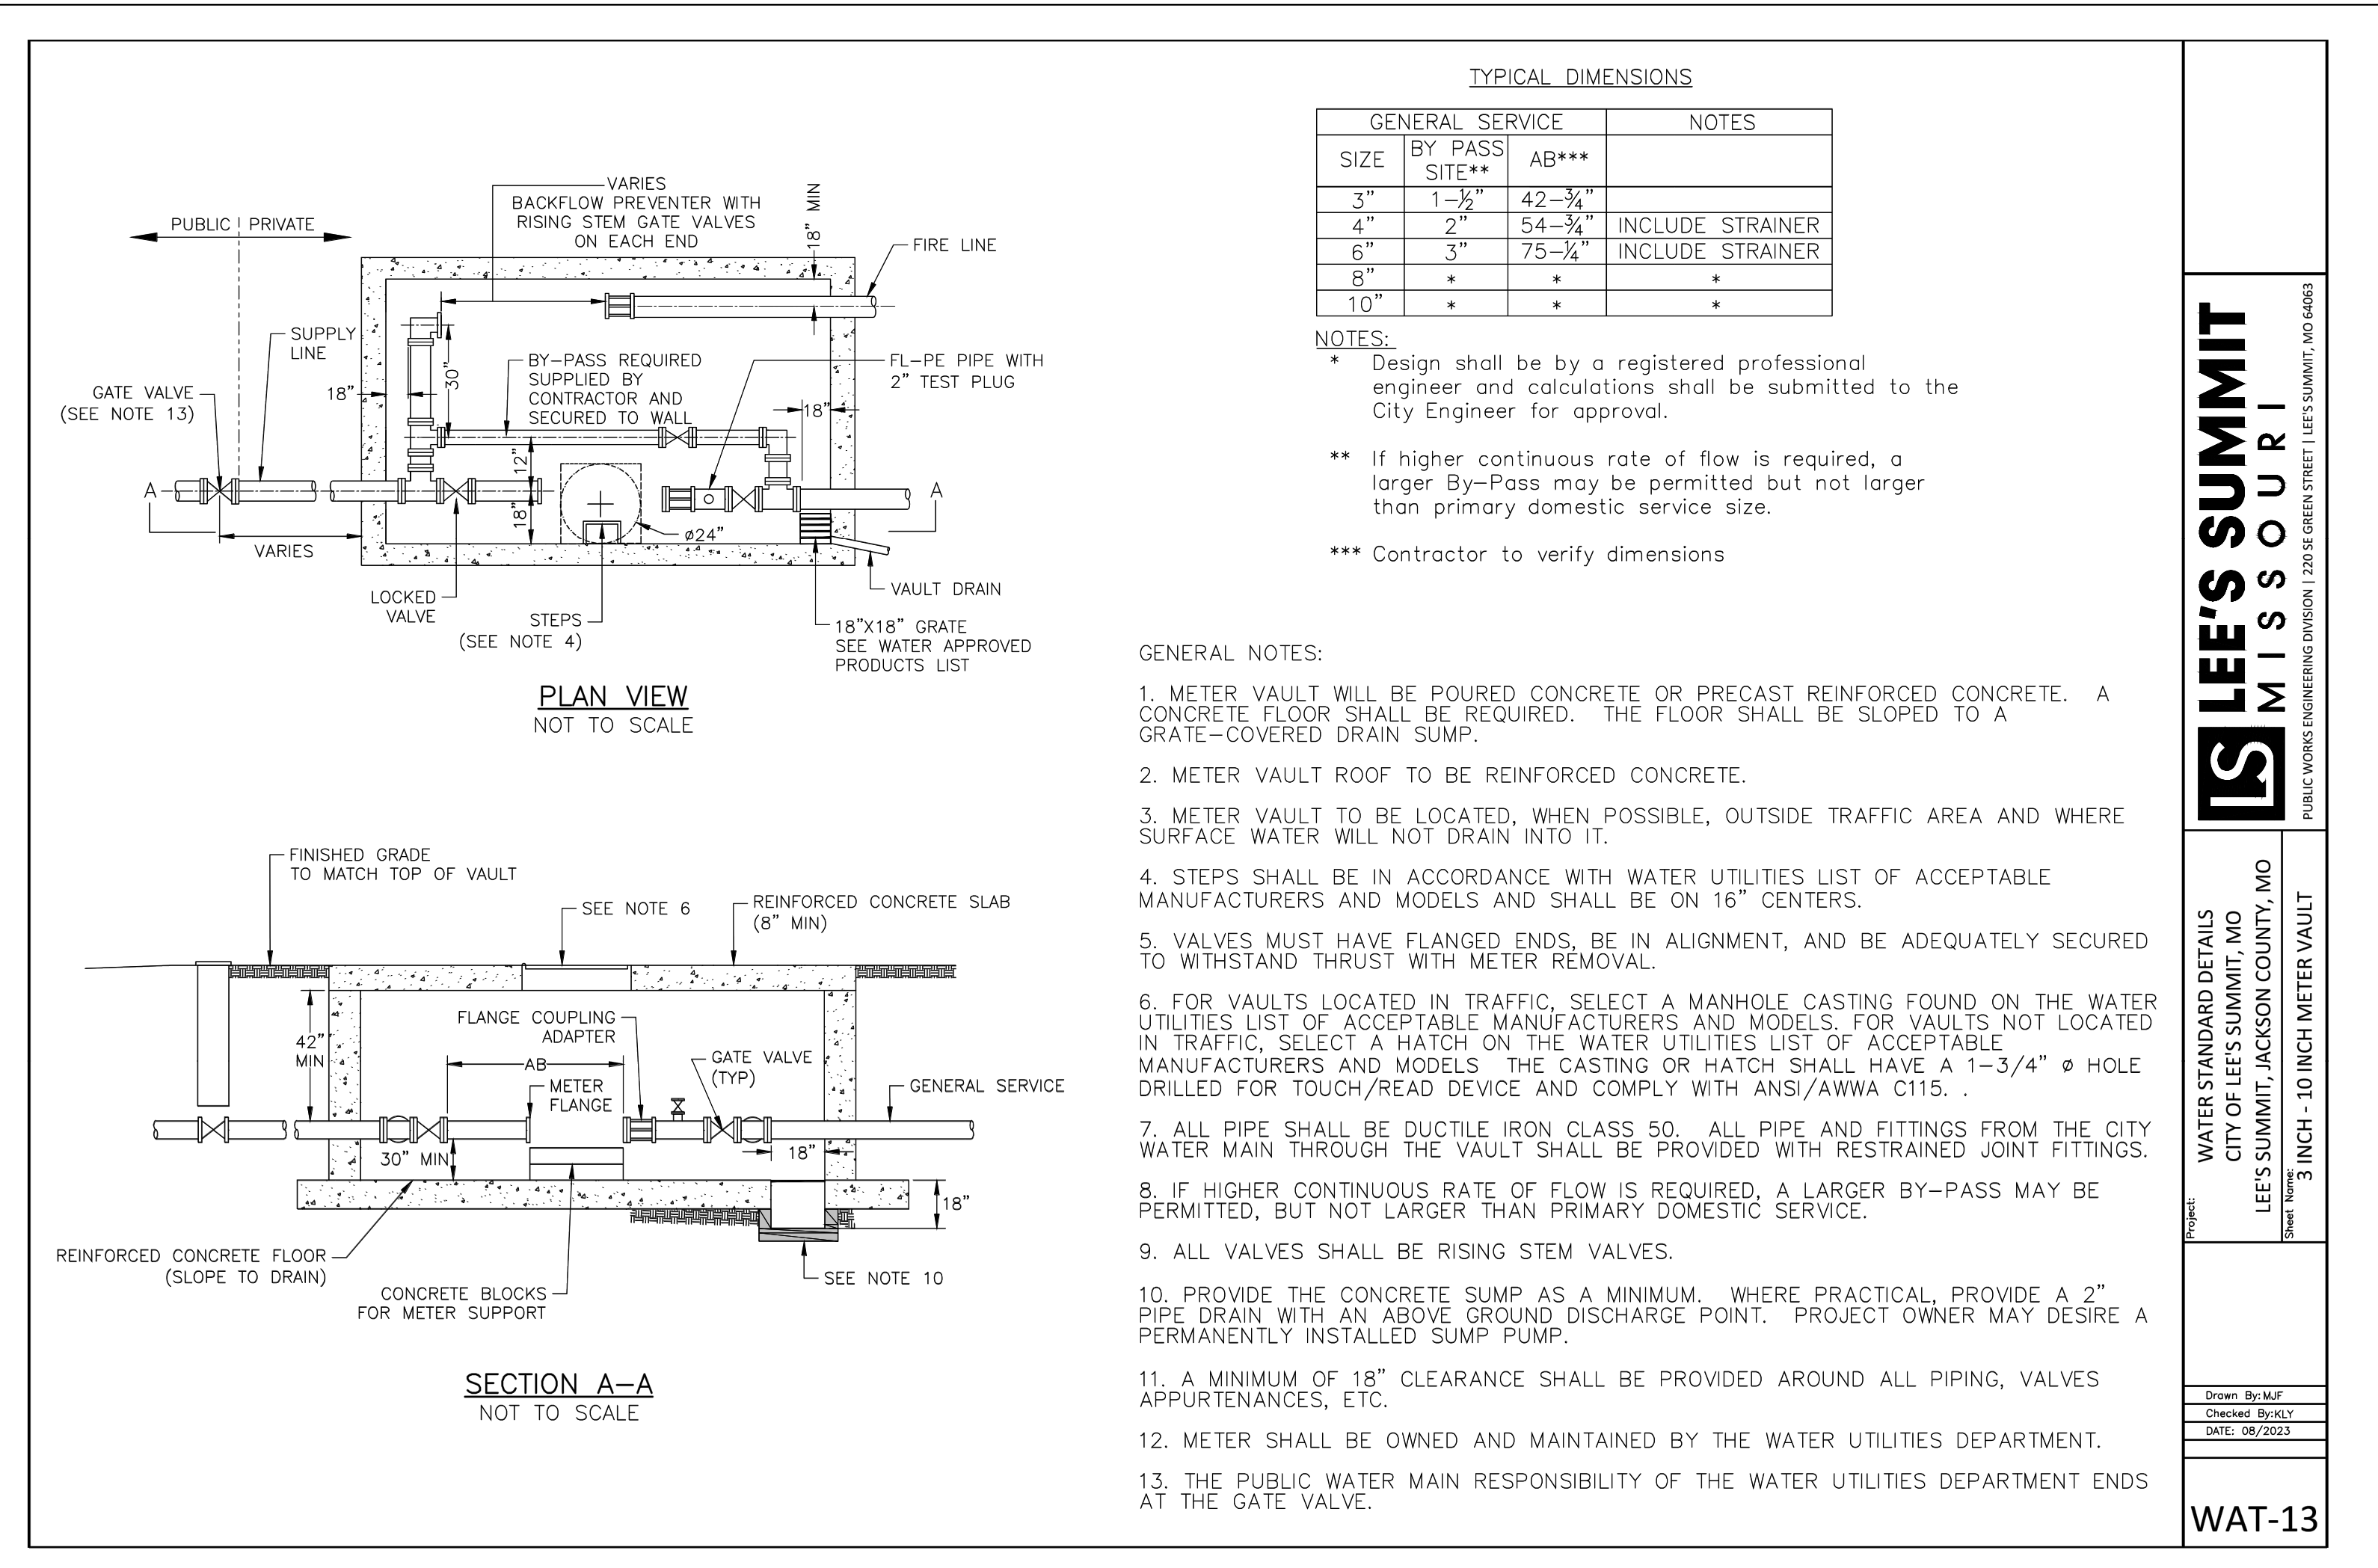 TYPICAL DIMENSIONS
GENERAL SERVICE NOTES
SIZE BY PASS SITE** AB***
3" 1-½" 42-¾"
4" 2" 54-¾" INCLUDE STRAINER
6" 3" 75-¼" INCLUDE STRAINER
8" * * *
10" * * *
NOTES:
* Design shall be by a registered professional
engineer and calculations shall be submitted to the
City Engineer for approval.
** If higher continuous rate of flow is required, a
larger By-Pass may be permitted but not larger
than primary domestic service size.
*** Contractor to verify dimensions
VARIES
BACKFLOW PREVENTER WITH
RISING STEM GATE VALVES
ON EACH END
18" MIN
PUBLIC PRIVATE
FIRE LINE
SUPPLY
LINE
BY-PASS REQUIRED
SUPPLIED BY
CONTRACTOR AND
SECURED TO WALL
FL-PE PIPE WITH
2" TEST PLUG
GATE VALVE
(SEE NOTE 13)
18"
30"
18"
12"
A
A
18"
ø24"
VARIES
LOCKED
VALVE
STEPS
(SEE NOTE 4)
VAULT DRAIN
18"X18" GRATE
SEE WATER APPROVED
PRODUCTS LIST
PLAN VIEW
NOT TO SCALE
FINISHED GRADE
TO MATCH TOP OF VAULT
SEE NOTE 6
REINFORCED CONCRETE SLAB
(8" MIN)
FLANGE COUPLING
ADAPTER
42"
MIN
AB
METER
FLANGE
GATE VALVE
(TYP)
GENERAL SERVICE
30" MIN
18"
18"
REINFORCED CONCRETE FLOOR
(SLOPE TO DRAIN)
CONCRETE BLOCKS
FOR METER SUPPORT
SEE NOTE 10
SECTION A-A
NOT TO SCALE
GENERAL NOTES:
1. METER VAULT WILL BE POURED CONCRETE OR PRECAST REINFORCED CONCRETE. A
CONCRETE FLOOR SHALL BE REQUIRED. THE FLOOR SHALL BE SLOPED TO A
GRATE-COVERED DRAIN SUMP.
2. METER VAULT ROOF TO BE REINFORCED CONCRETE.
3. METER VAULT TO BE LOCATED, WHEN POSSIBLE, OUTSIDE TRAFFIC AREA AND WHERE
SURFACE WATER WILL NOT DRAIN INTO IT.
4. STEPS SHALL BE IN ACCORDANCE WITH WATER UTILITIES LIST OF ACCEPTABLE
MANUFACTURERS AND MODELS AND SHALL BE ON 16" CENTERS.
5. VALVES MUST HAVE FLANGED ENDS, BE IN ALIGNMENT, AND BE ADEQUATELY SECURED
TO WITHSTAND THRUST WITH METER REMOVAL.
6. FOR VAULTS LOCATED IN TRAFFIC, SELECT A MANHOLE CASTING FOUND ON THE WATER
UTILITIES LIST OF ACCEPTABLE MANUFACTURERS AND MODELS. FOR VAULTS NOT LOCATED
IN TRAFFIC, SELECT A HATCH ON THE WATER UTILITIES LIST OF ACCEPTABLE
MANUFACTURERS AND MODELS THE CASTING OR HATCH SHALL HAVE A 1-3/4" ø HOLE
DRILLED FOR TOUCH/READ DEVICE AND COMPLY WITH ANSI/AWWA C115. .
7. ALL PIPE SHALL BE DUCTILE IRON CLASS 50. ALL PIPE AND FITTINGS FROM THE CITY
WATER MAIN THROUGH THE VAULT SHALL BE PROVIDED WITH RESTRAINED JOINT FITTINGS.
8. IF HIGHER CONTINUOUS RATE OF FLOW IS REQUIRED, A LARGER BY-PASS MAY BE
PERMITTED, BUT NOT LARGER THAN PRIMARY DOMESTIC SERVICE.
9. ALL VALVES SHALL BE RISING STEM VALVES.
10. PROVIDE THE CONCRETE SUMP AS A MINIMUM. WHERE PRACTICAL, PROVIDE A 2"
PIPE DRAIN WITH AN ABOVE GROUND DISCHARGE POINT. PROJECT OWNER MAY DESIRE A
PERMANENTLY INSTALLED SUMP PUMP.
11. A MINIMUM OF 18" CLEARANCE SHALL BE PROVIDED AROUND ALL PIPING, VALVES
APPURTENANCES, ETC.
12. METER SHALL BE OWNED AND MAINTAINED BY THE WATER UTILITIES DEPARTMENT.
13. THE PUBLIC WATER MAIN RESPONSIBILITY OF THE WATER UTILITIES DEPARTMENT ENDS
AT THE GATE VALVE.
LS LEE'S SUMMIT
MISSOURI
PUBLIC WORKS ENGINEERING DIVISION | 220 SE GREEN STREET | LEE'S SUMMIT, MO 64063
Project:
WATER STANDARD DETAILS
CITY OF LEE'S SUMMIT, MO
LEE'S SUMMIT, JACKSON COUNTY, MO
Sheet Name:
3 INCH - 10 INCH METER VAULT
Drawn By: MJF
Checked By: KLY
DATE: 08/2023
WAT-13